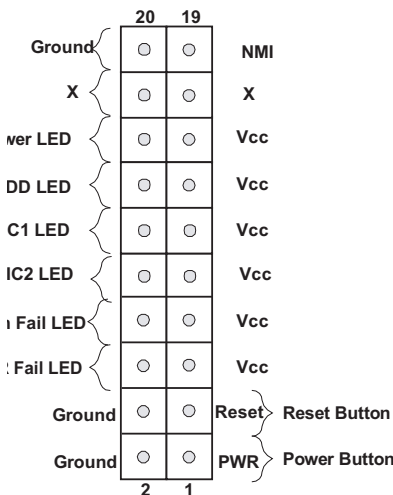 20 19
Ground NMI
X X
wer LED Vcc
DD LED Vcc
C1 LED Vcc
IC2 LED Vcc
Fail LED Vcc
Fail LED Vcc
Ground Reset Reset Button
Ground PWR Power Button
2 1